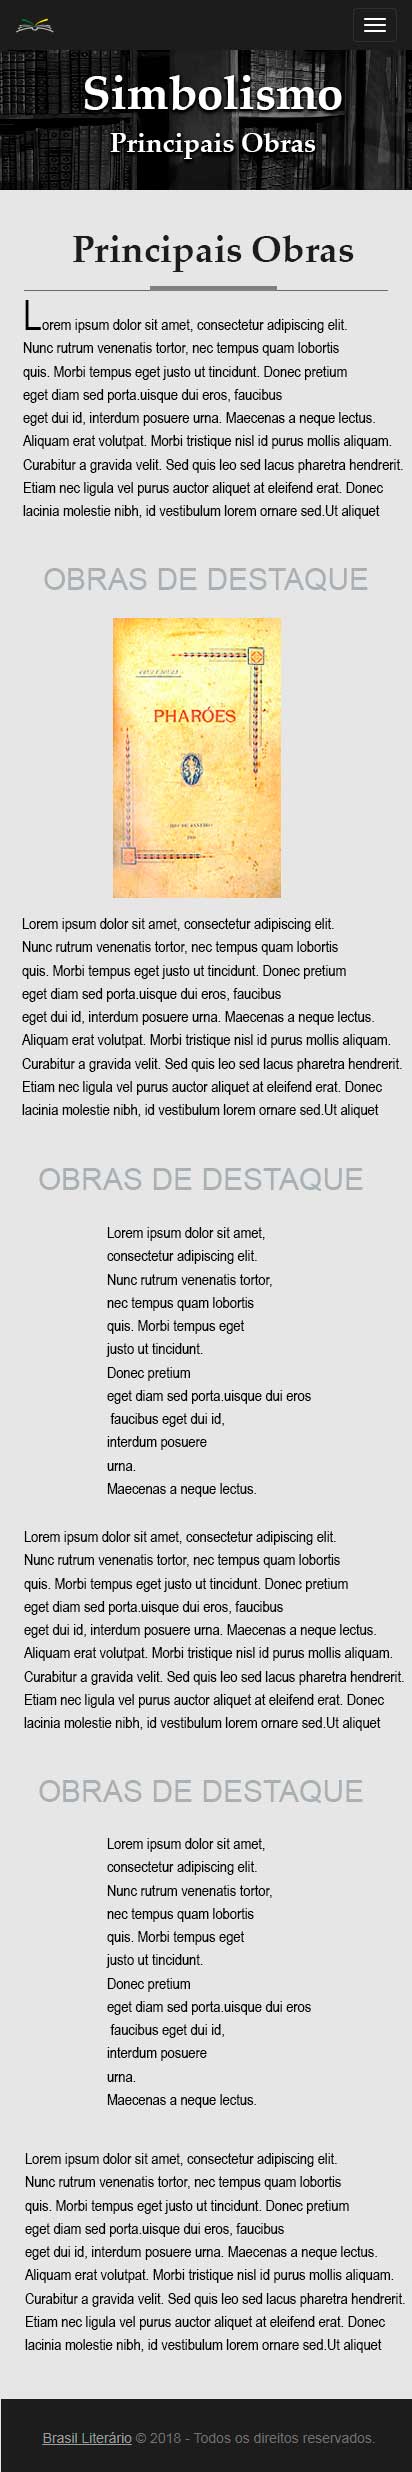 Simbolismo
Principais Obras
Principais Obras
Lorem ipsum dolor sit amet, consectetur adipiscing elit.
Nunc rutrum venenatis tortor, nec tempus quam lobortis
quis. Morbi tempus eget justo ut tincidunt. Donec pretium
eget diam sed porta.uisque dui eros, faucibus
eget dui id, interdum posuere urna. Maecenas a neque lectus.
Aliquam erat volutpat. Morbi tristique nisl id purus mollis aliquam.
Curabitur a gravida velit. Sed quis leo sed lacus pharetra hendrerit.
Etiam nec ligula vel purus auctor aliquet at eleifend erat. Donec
lacinia molestie nibh, id vestibulum lorem ornare sed.Ut aliquet
OBRAS DE DESTAQUE
PHARÓES
RIO DE JANEIRO
Lorem ipsum dolor sit amet, consectetur adipiscing elit.
Nunc rutrum venenatis tortor, nec tempus quam lobortis
quis. Morbi tempus eget justo ut tincidunt. Donec pretium
eget diam sed porta.uisque dui eros, faucibus
eget dui id, interdum posuere urna. Maecenas a neque lectus.
Aliquam erat volutpat. Morbi tristique nisl id purus mollis aliquam.
Curabitur a gravida velit. Sed quis leo sed lacus pharetra hendrerit.
Etiam nec ligula vel purus auctor aliquet at eleifend erat. Donec
lacinia molestie nibh, id vestibulum lorem ornare sed.Ut aliquet
OBRAS DE DESTAQUE
Lorem ipsum dolor sit amet,
consectetur adipiscing elit.
Nunc rutrum venenatis tortor,
nec tempus quam lobortis
quis. Morbi tempus eget
justo ut tincidunt.
Donec pretium
eget diam sed porta.uisque dui eros
faucibus eget dui id,
interdum posuere
urna.
Maecenas a neque lectus.
Lorem ipsum dolor sit amet, consectetur adipiscing elit.
Nunc rutrum venenatis tortor, nec tempus quam lobortis
quis. Morbi tempus eget justo ut tincidunt. Donec pretium
eget diam sed porta.uisque dui eros, faucibus
eget dui id, interdum posuere urna. Maecenas a neque lectus.
Aliquam erat volutpat. Morbi tristique nisl id purus mollis aliquam.
Curabitur a gravida velit. Sed quis leo sed lacus pharetra hendrerit.
Etiam nec ligula vel purus auctor aliquet at eleifend erat. Donec
lacinia molestie nibh, id vestibulum lorem ornare sed.Ut aliquet
OBRAS DE DESTAQUE
Lorem ipsum dolor sit amet,
consectetur adipiscing elit.
Nunc rutrum venenatis tortor,
nec tempus quam lobortis
quis. Morbi tempus eget
justo ut tincidunt.
Donec pretium
eget diam sed porta.uisque dui eros
faucibus eget dui id,
interdum posuere
urna.
Maecenas a neque lectus.
Lorem ipsum dolor sit amet, consectetur adipiscing elit.
Nunc rutrum venenatis tortor, nec tempus quam lobortis
quis. Morbi tempus eget justo ut tincidunt. Donec pretium
eget diam sed porta.uisque dui eros, faucibus
eget dui id, interdum posuere urna. Maecenas a neque lectus.
Aliquam erat volutpat. Morbi tristique nisl id purus mollis aliquam.
Curabitur a gravida velit. Sed quis leo sed lacus pharetra hendrerit.
Etiam nec ligula vel purus auctor aliquet at eleifend erat. Donec
lacinia molestie nibh, id vestibulum lorem ornare sed.Ut aliquet
Brasil Literário © 2018 - Todos os direitos reservados.